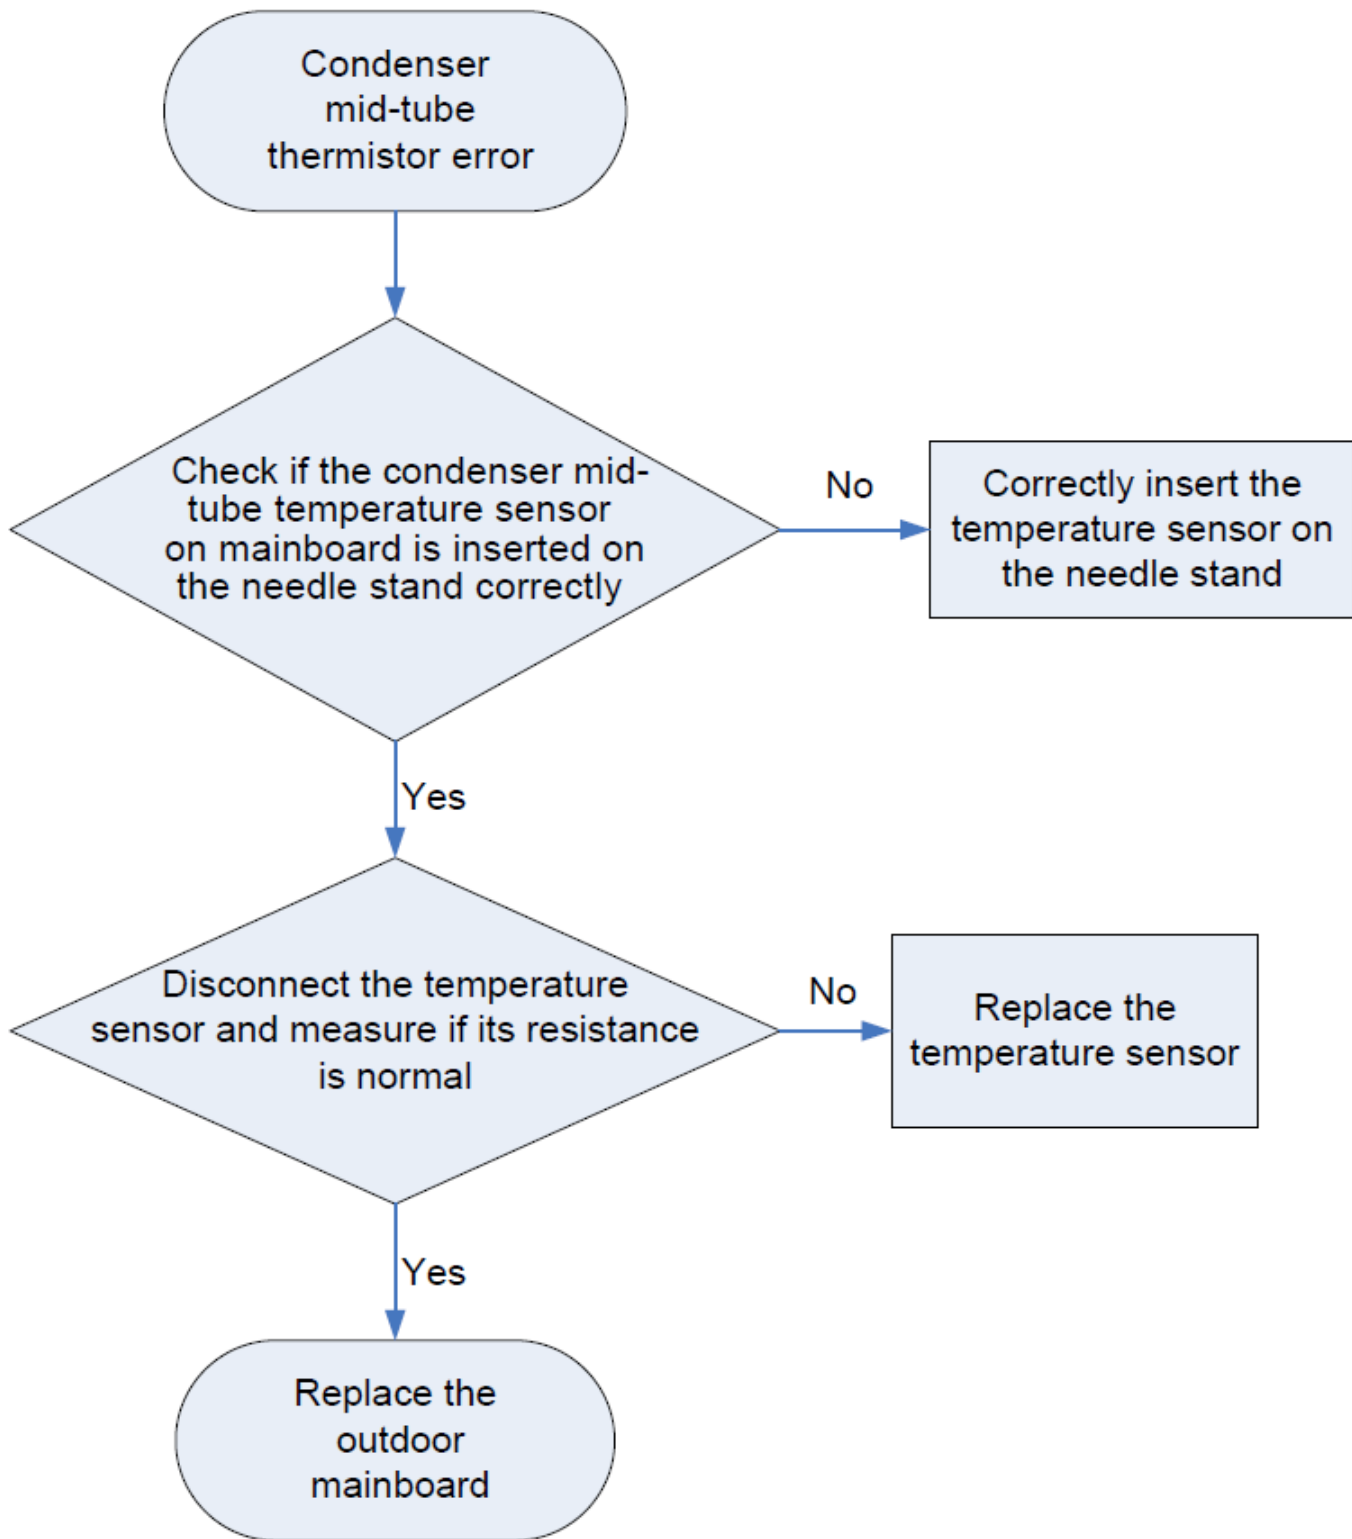 Condenser
mid-tube
thermistor error
Check if the condenser mid-
tube temperature sensor
on mainboard is inserted on
the needle stand correctly
No
Correctly insert the
temperature sensor on
the needle stand
Yes
Disconnect the temperature
sensor and measure if its resistance
is normal
No
Replace the
temperature sensor
Yes
Replace the
outdoor
mainboard